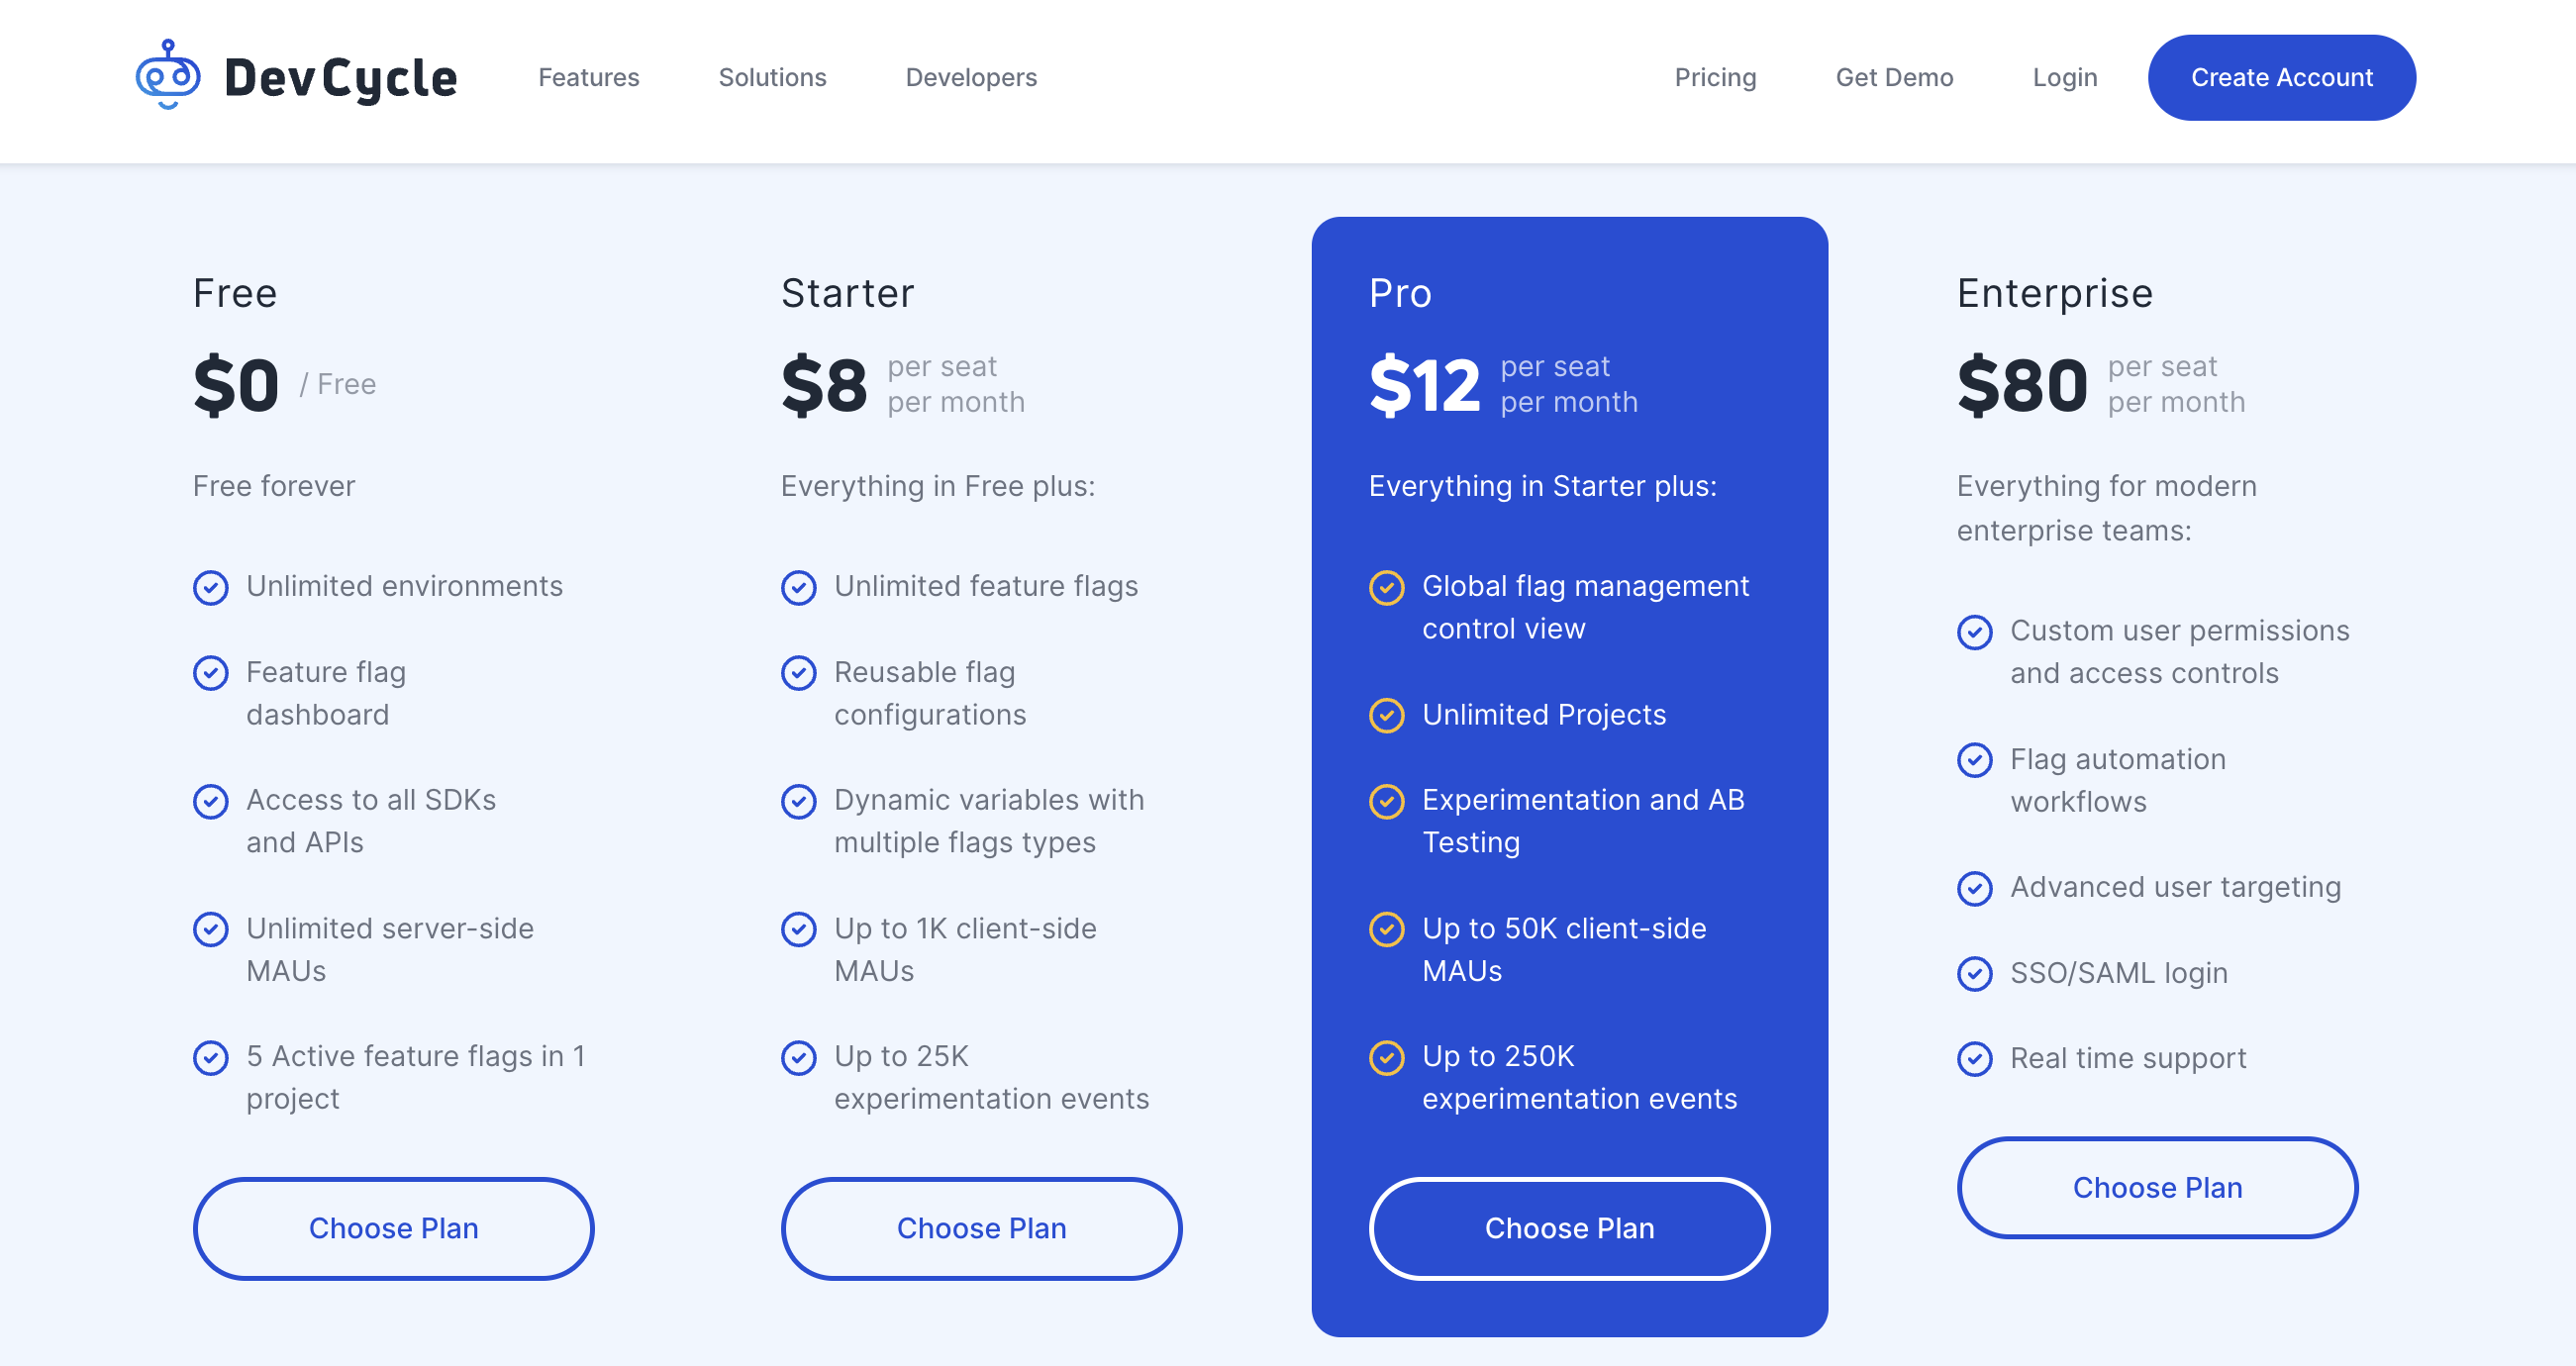 DevCycle
Features
Solutions
Developers
Pricing
Get Demo
Login
Create Account
Free
$0
/ Free
Free forever
Unlimited environments
Feature flag
dashboard
Access to all SDKs
and APIs
Unlimited server-side
MAUs
5 Active feature flags in 1
project
Choose Plan
Starter
$8
per seat
per month
Everything in Free plus:
Unlimited feature flags
Reusable flag
configurations
Dynamic variables with
multiple flags types
Up to 1K client-side
MAUs
Up to 25K
experimentation events
Choose Plan
Pro
$12
per seat
per month
Everything in Starter plus:
Global flag management
control view
Unlimited Projects
Experimentation and AB
Testing
Up to 50K client-side
MAUs
Up to 250K
experimentation events
Choose Plan
Enterprise
$80
per seat
per month
Everything for modern
enterprise teams:
Custom user permissions
and access controls
Flag automation
workflows
Advanced user targeting
SSO/SAML login
Real time support
Choose Plan